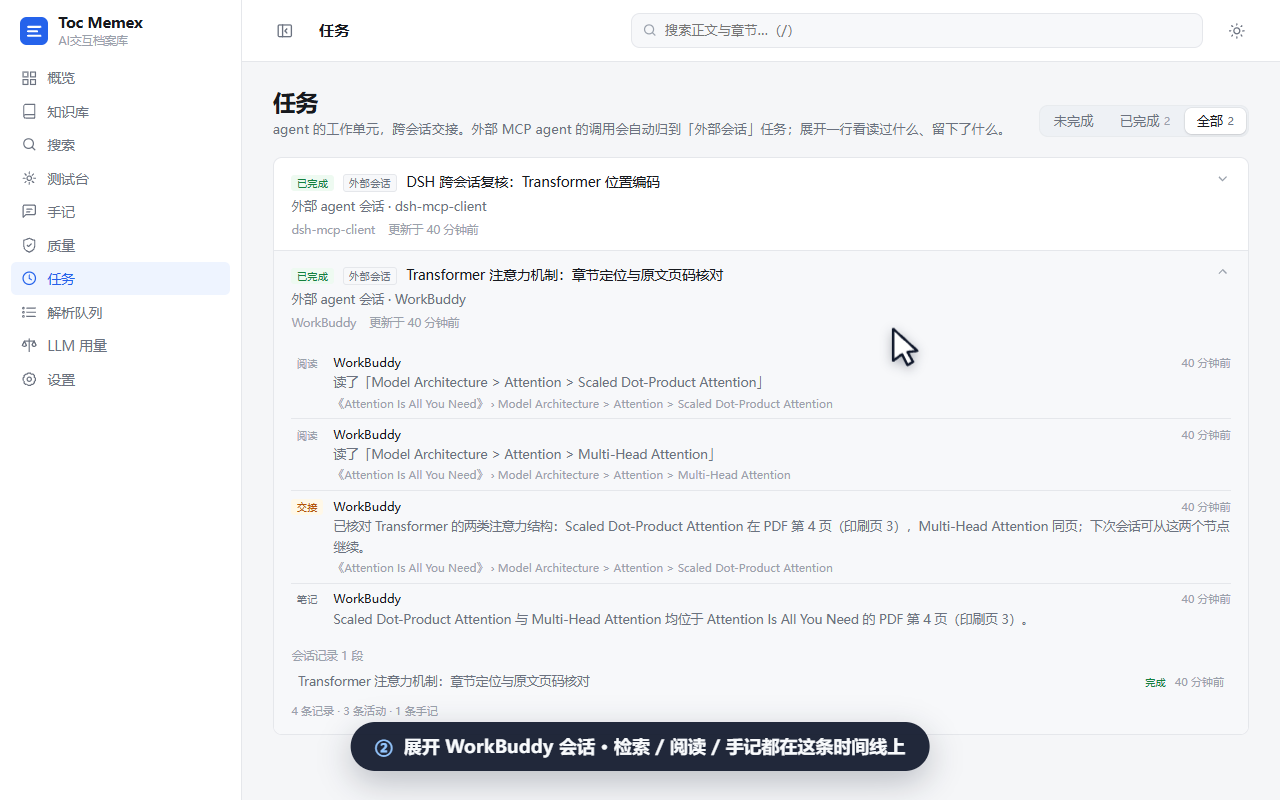 Toc Memex
AI交互档案库
概览
知识库
搜索
测试台
手记
质量
任务
解析队列
LLM 用量
设置
任务
搜索正文与章节...（/）
任务
agent 的工作单元，跨会话交接。外部 MCP agent 的调用会自动归到「外部会话」任务；展开一行看读过什么、留下了什么。
未完成 已完成 2 全部 2
已完成 外部会话 DSH 跨会话复核：Transformer 位置编码
外部 agent 会话 · dsh-mcp-client
dsh-mcp-client 更新于 40 分钟前
已完成 外部会话 Transformer 注意力机制：章节定位与原文页码核对
外部 agent 会话 · WorkBuddy
WorkBuddy 更新于 40 分钟前
阅读 WorkBuddy 40 分钟前
读了「Model Architecture > Attention > Scaled Dot-Product Attention」
《Attention Is All You Need》 › Model Architecture > Attention > Scaled Dot-Product Attention
阅读 WorkBuddy 40 分钟前
读了「Model Architecture > Attention > Multi-Head Attention」
《Attention Is All You Need》 › Model Architecture > Attention > Multi-Head Attention
交接 WorkBuddy 40 分钟前
已核对 Transformer 的两类注意力结构：Scaled Dot-Product Attention 在 PDF 第 4 页（印刷页 3），Multi-Head Attention 同页；下次会话可从这两个节点
继续。
《Attention Is All You Need》 › Model Architecture > Attention > Scaled Dot-Product Attention
笔记 WorkBuddy 40 分钟前
Scaled Dot-Product Attention 与 Multi-Head Attention 均位于 Attention Is All You Need 的 PDF 第 4 页（印刷页 3）。
会话记录 1 段
Transformer 注意力机制：章节定位与原文页码核对 完成 40 分钟前
4 条记录 · 3 条活动 · 1 条手记
② 展开 WorkBuddy 会话 · 检索 / 阅读 / 手记都在这条时间线上